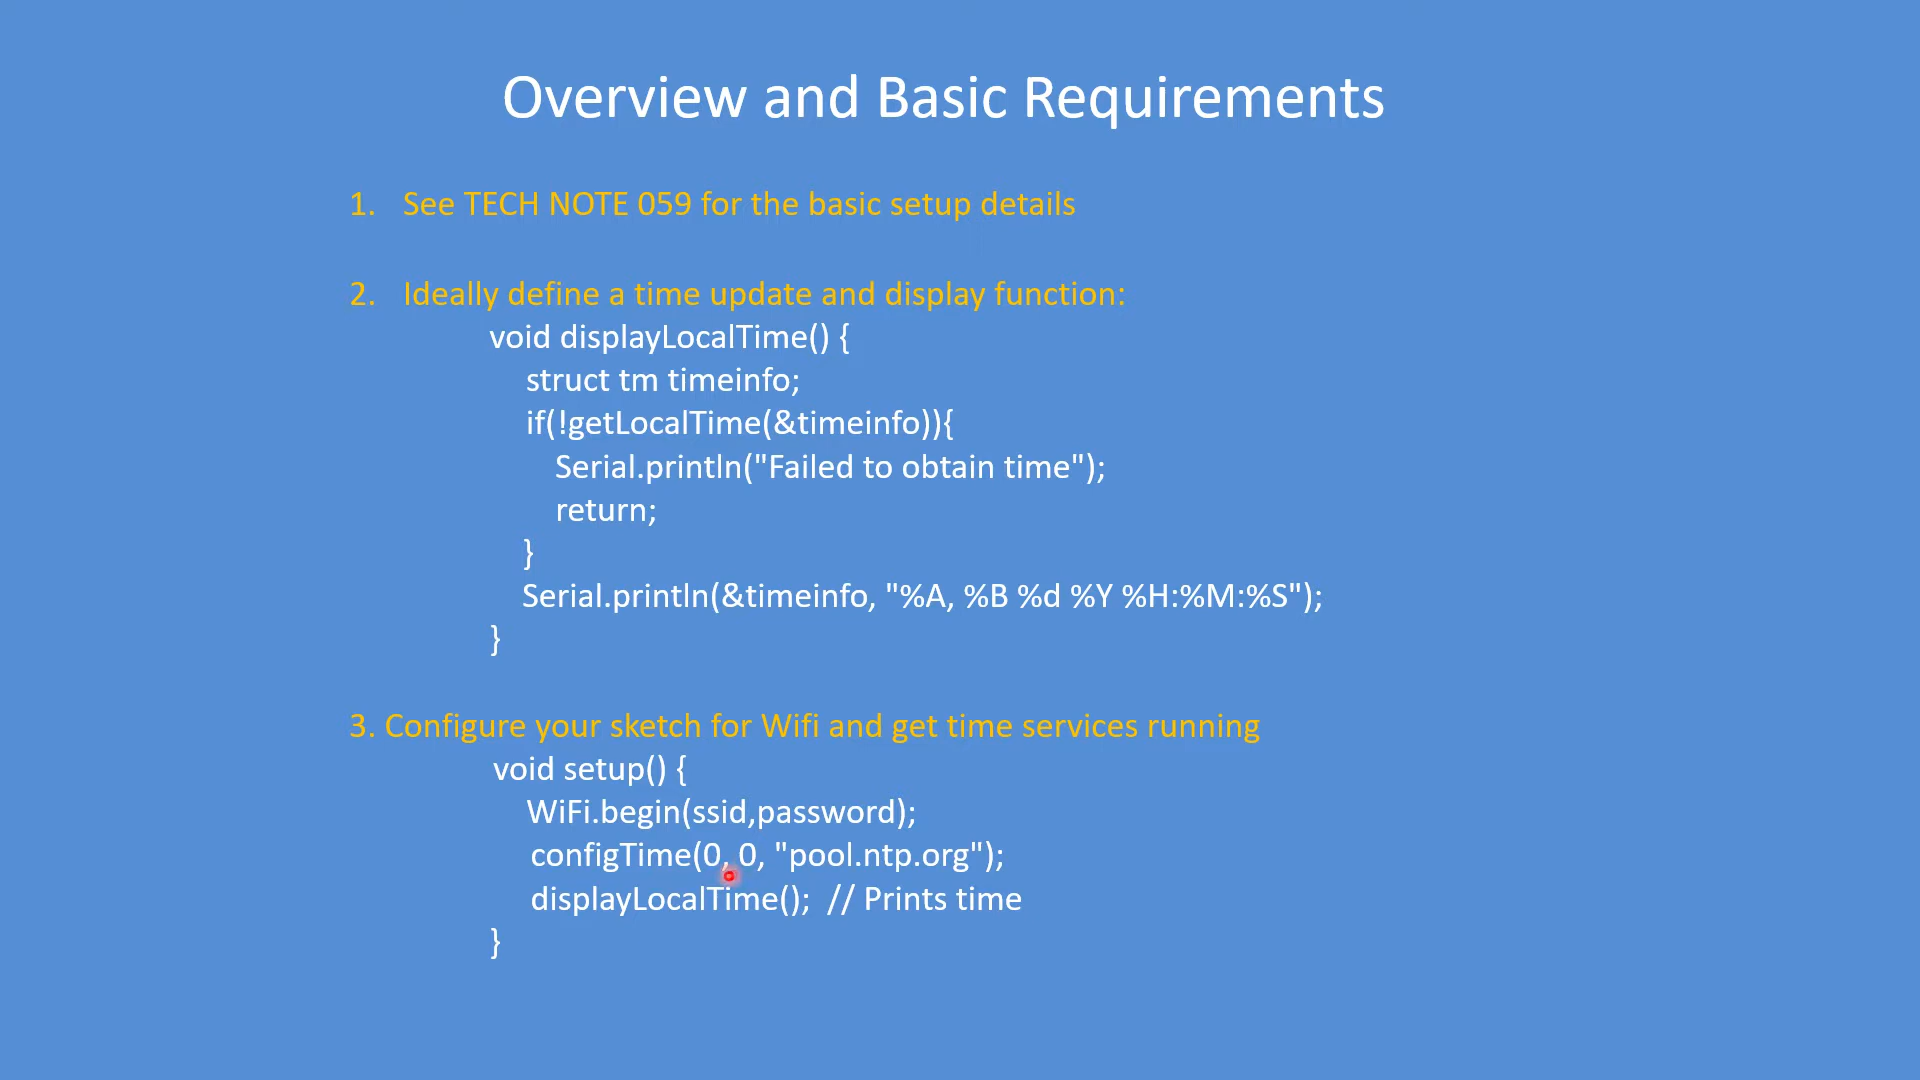 Overview and Basic Requirements
1. See TECH NOTE 059 for the basic setup details
2. Ideally define a time update and display function:
void displayLocalTime() {
struct tm timeinfo;
if(!getLocalTime(&timeinfo)){
Serial.println("Failed to obtain time");
return;
}
Serial.println(&timeinfo, "%A, %B %d %Y %H:%M:%S");
}
3. Configure your sketch for Wifi and get time services running
void setup() {
WiFi.begin(ssid,password);
configTime(0, 0, "pool.ntp.org");
displayLocalTime();  // Prints time
}